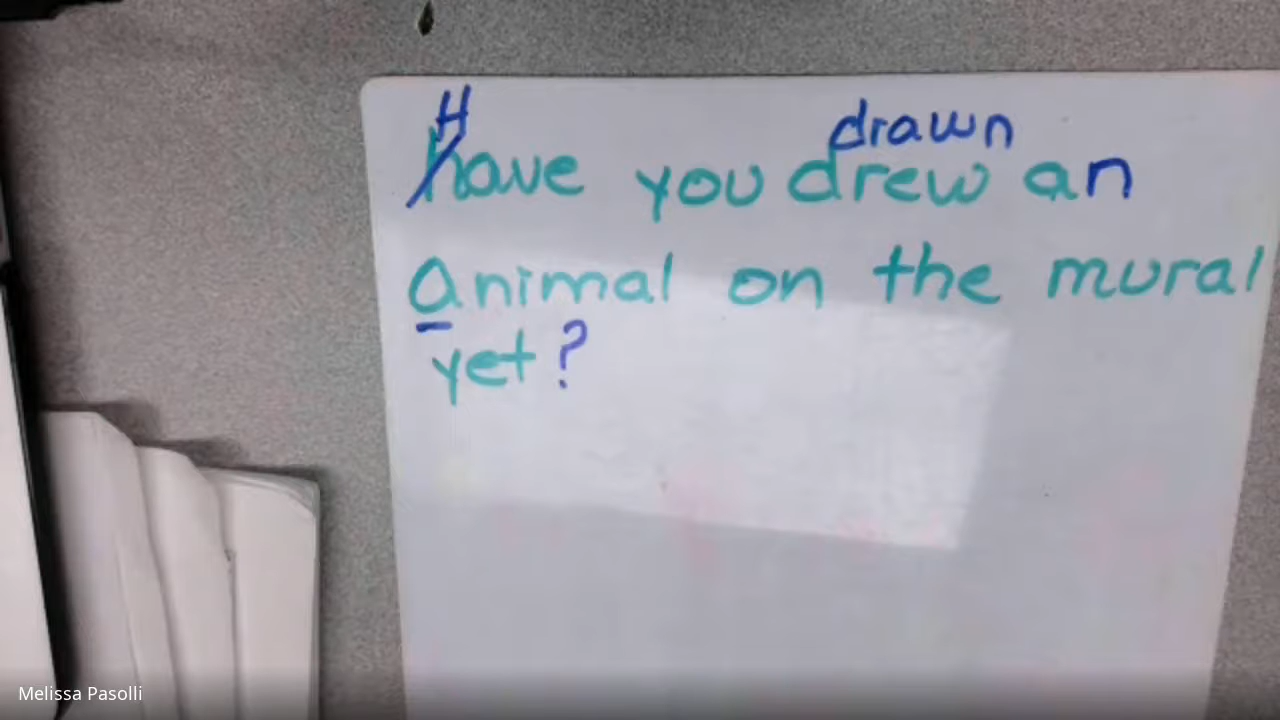 H drawn
have you drew an
animal on the mural
yet?
Melissa Pasolli